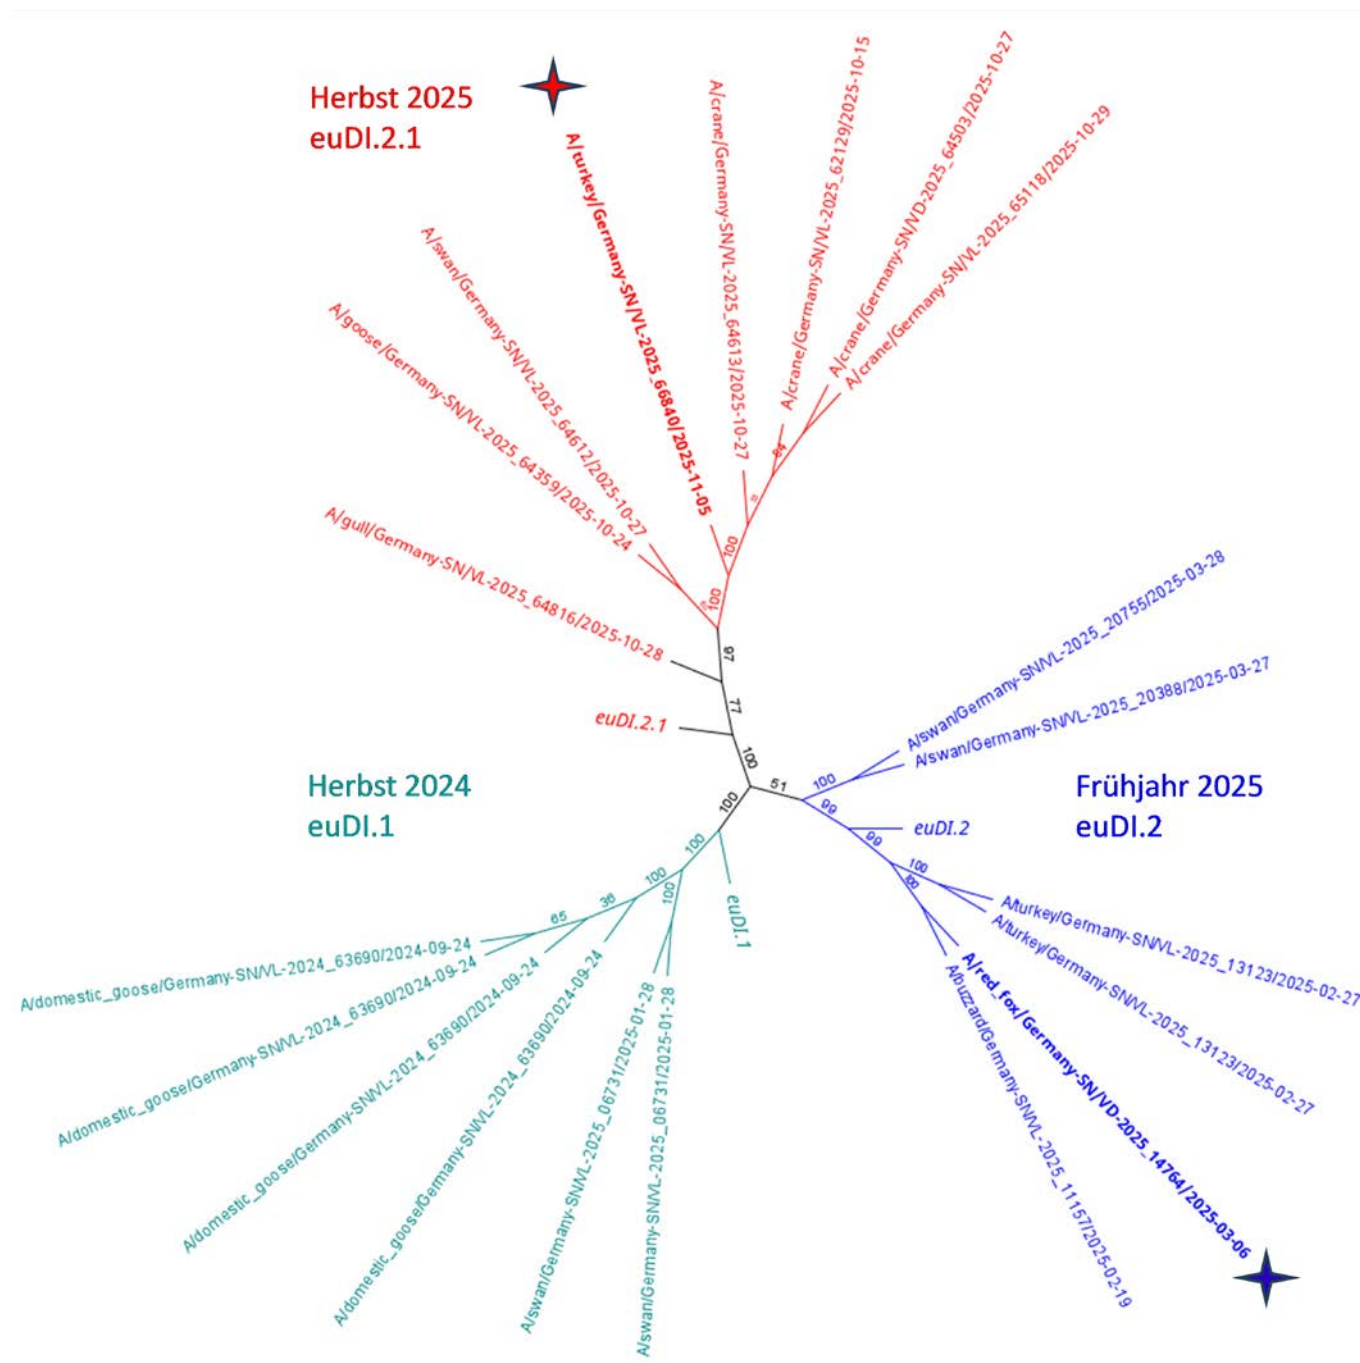 Herbst 2025
euDI.2.1
A/turkey/Germany-SN/VL-2025_66840/2025-11-05
A/crane/Germany-SN/VL-2025_64613/2025-10-27
A/crane/Germany-SN/VL-2025_62129/2025-10-15
A/crane/Germany-SN/VD-2025_64503/2025-10-27
A/crane/Germany-SN/VL-2025_65118/2025-10-29
A/swan/Germany-SN/VL-2025_64612/2025-10-27
A/goose/Germany-SN/VL-2025_64359/2025-10-24
A/gull/Germany-SN/VL-2025_64816/2025-10-28
84
100
100
97
77
euDI.2.1
100
100
51
A/swan/Germany-SN/VL-2025_20755/2025-03-28
A/swan/Germany-SN/VL-2025_20388/2025-03-27
Frühjahr 2025
euDI.2
100
99
euDI.2
99
100
100
A/turkey/Germany-SN/VL-2025_13123/2025-02-27
A/turkey/Germany-SN/VL-2025_13123/2025-02-27
A/red_fox/Germany-SN/VD-2025_14764/2025-03-06
A/buzzard/Germany-SN/VL-2025_11157/2025-02-19
Herbst 2024
euDI.1
100
100
100
36
65
euDI.1
A/domestic_goose/Germany-SN/VL-2024_63690/2024-09-24
A/domestic_goose/Germany-SN/VL-2024_63690/2024-09-24
A/domestic_goose/Germany-SN/VL-2024_63690/2024-09-24
A/domestic_goose/Germany-SN/VL-2024_63690/2024-09-24
A/swan/Germany-SN/VL-2025_06731/2025-01-28
A/swan/Germany-SN/VL-2025_06731/2025-01-28